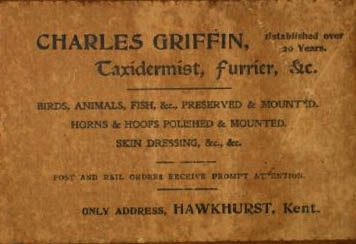 CHARLES GRIFFIN, Established over
20 Years.
Taxidermist, Furrier, &c.
BIRDS, ANIMALS, FISH, &c., PRESERVED & MOUNTED.
HORNS & HOOFS POLISHED & MOUNTED.
SKIN DRESSING, &c., &c.
POST AND RAIL ORDERS RECEIVE PROMPT ATTENTION.
ONLY ADDRESS, HAWKHURST, Kent.